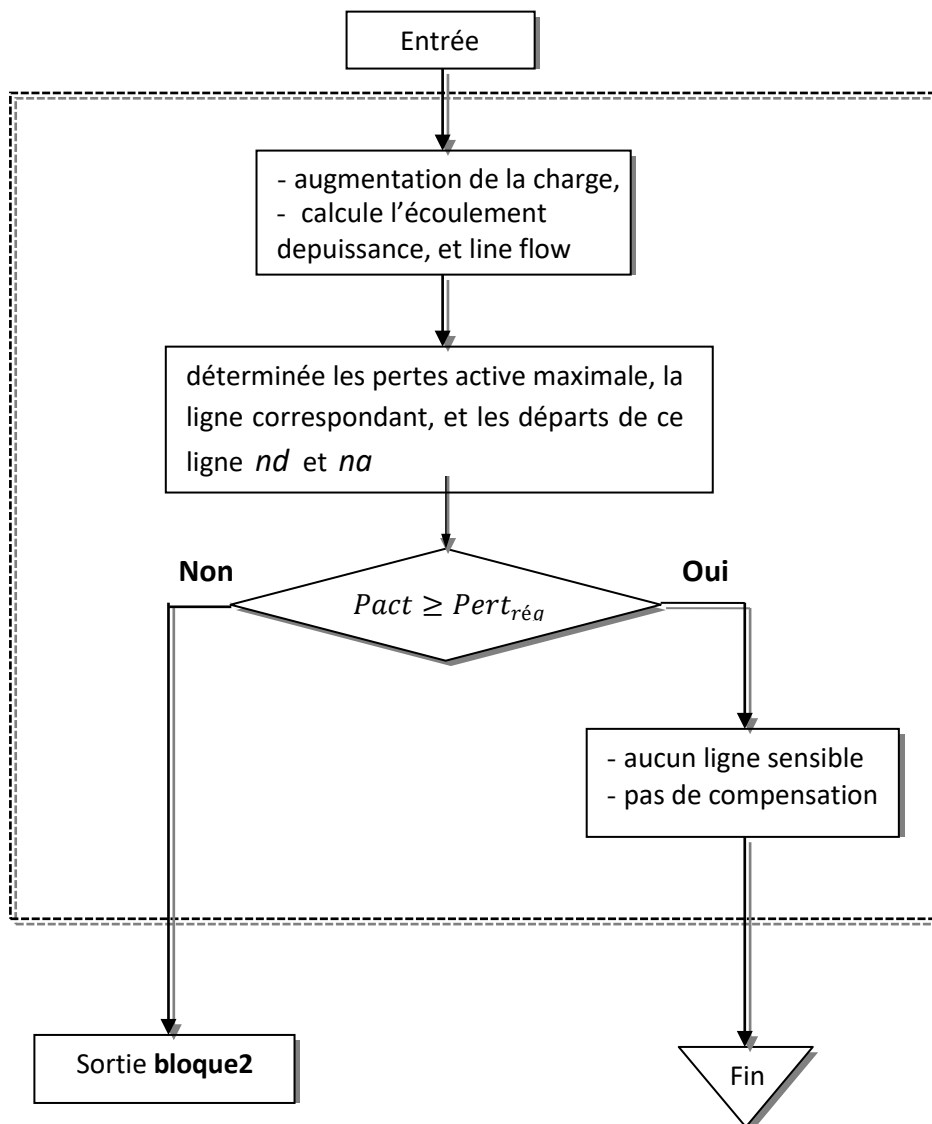 Entrée
- augmentation de la charge,
- calcule l’écoulement
depuissance, et line flow
déterminée les pertes active maximale, la
ligne correspondant, et les départs de ce
ligne nd et na
Non
Oui
Pact ≥ Pert_rég
- aucun ligne sensible
- pas de compensation
Sortie bloque2
Fin